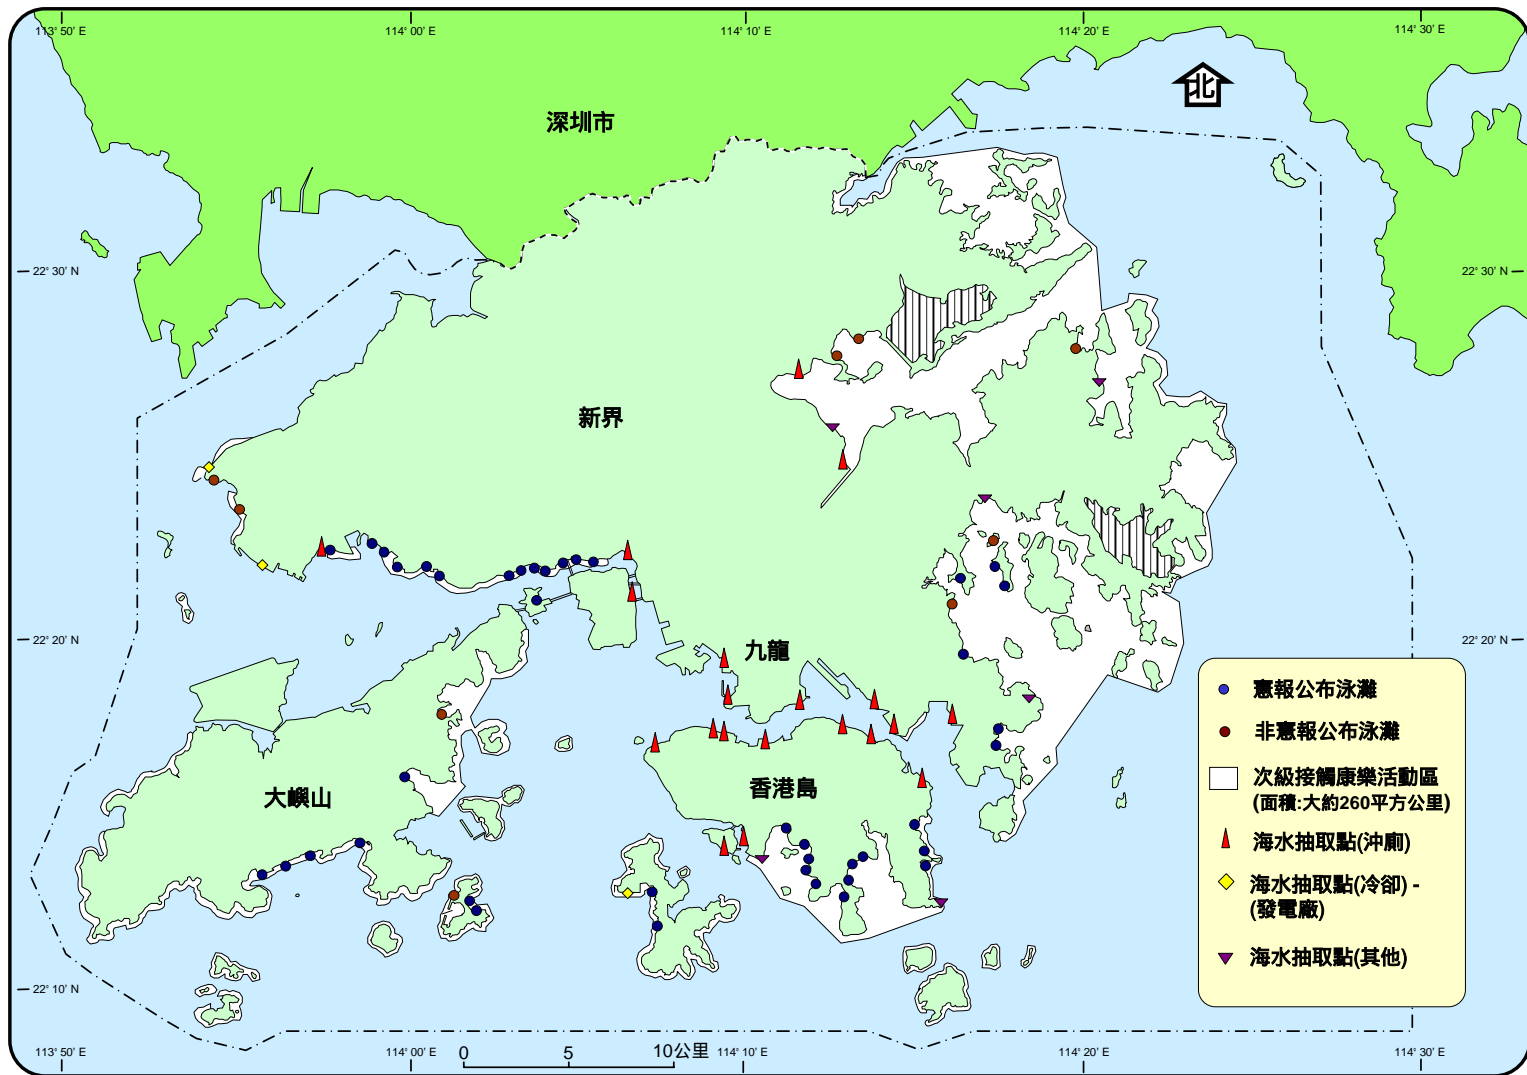 113° 50' E
114° 00' E
114° 10' E
114° 20' E
114° 30' E
北
深圳市
22° 30' N
22° 30' N
新界
22° 20' N
22° 20' N
九龍
香港島
大嶼山
憲報公布泳灘
非憲報公布泳灘
次級接觸康樂活動區
(面積:大約260平方公里)
海水抽取點(沖廁)
海水抽取點(冷卻) -
(發電廠)
海水抽取點(其他)
22° 10' N
113° 50' E
114° 00' E
0
5
10公里
114° 10' E
114° 20' E
114° 30' E